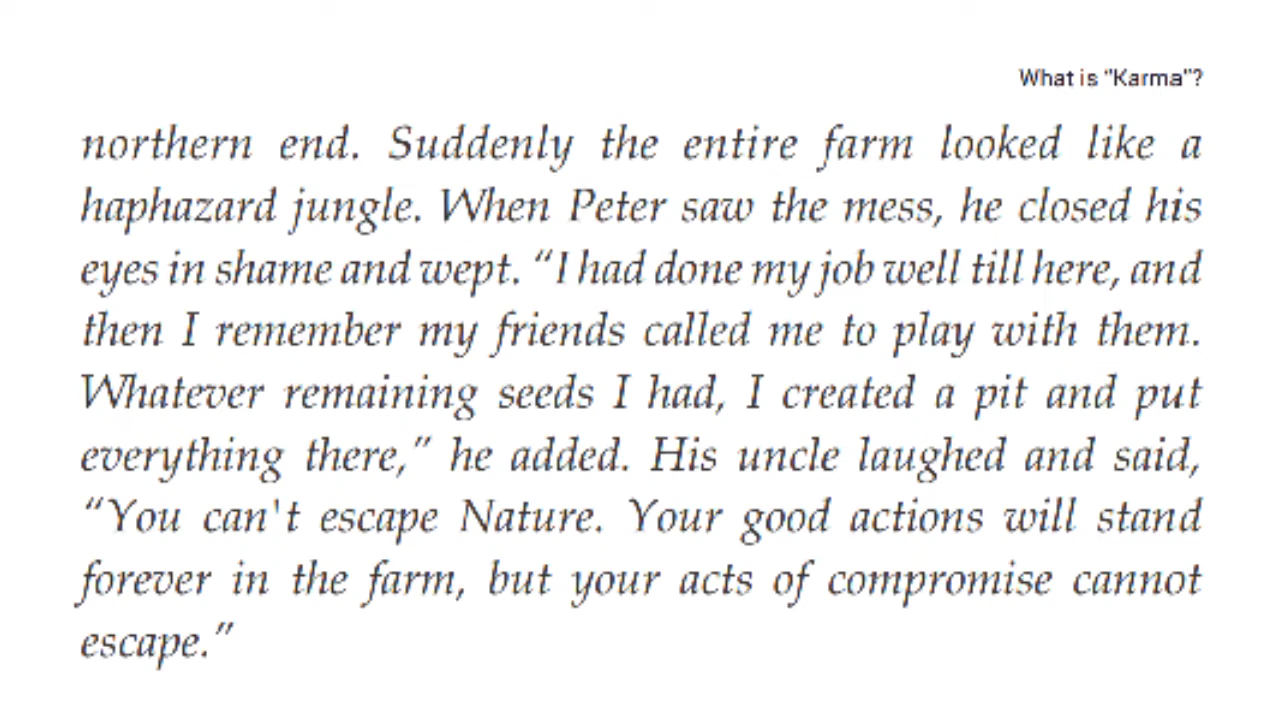 What is "Karma"?
northern end. Suddenly the entire farm looked like a
haphazard jungle. When Peter saw the mess, he closed his
eyes in shame and wept. “I had done my job well till here, and
then I remember my friends called me to play with them.
Whatever remaining seeds I had, I created a pit and put
everything there,” he added. His uncle laughed and said,
“You can't escape Nature. Your good actions will stand
forever in the farm, but your acts of compromise cannot
escape.”